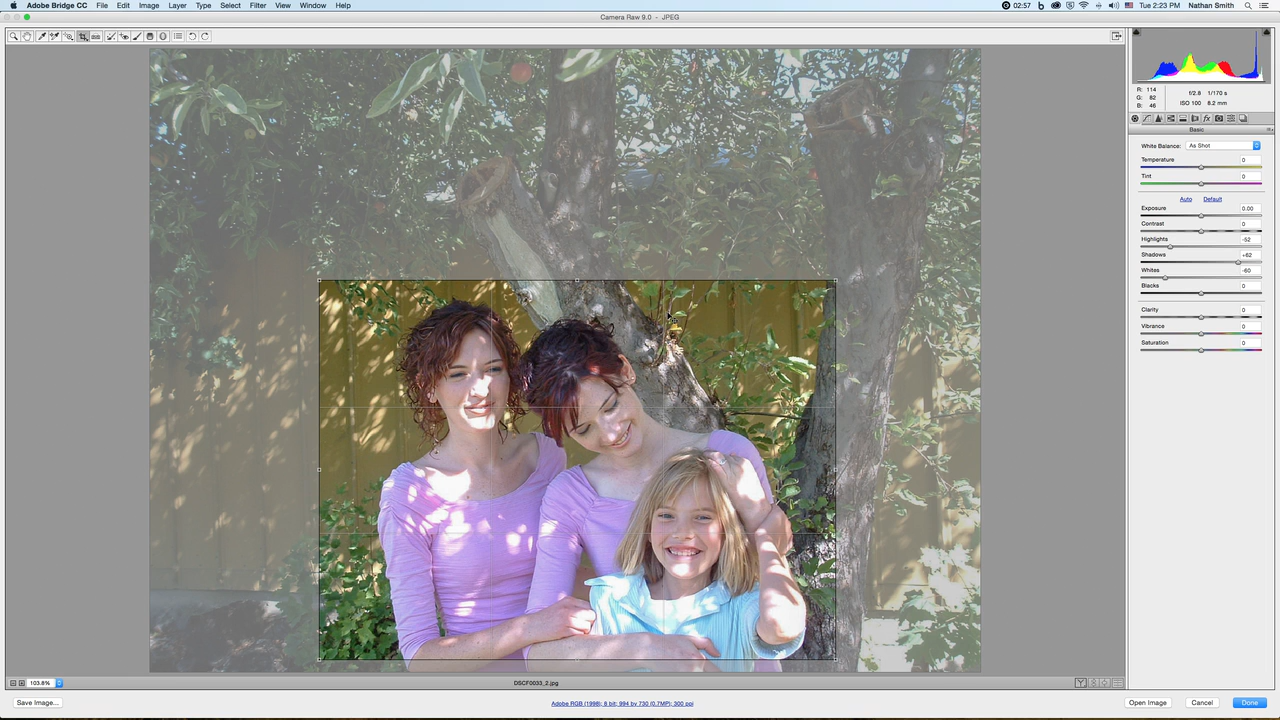 Adobe Bridge CC File Edit Image Layer Type Select Filter View Window Help 02:57 Tue 2:23 PM Nathan Smith
Camera Raw 9.0 - JPEG
R: 114
G: 82
B: 46
f/2.8 1/170 s
ISO 100 8.2 mm
Basic
White Balance: As Shot
Temperature 0
Tint 0
Auto Default
Exposure 0.00
Contrast 0
Highlights -52
Shadows +62
Whites -60
Blacks 0
Clarity 0
Vibrance 0
Saturation 0
103.8% DSCF0033_2.jpg
Save Image... Adobe RGB (1998); 8 bit; 994 by 730 (0.7MP); 300 ppi Open Image Cancel Done